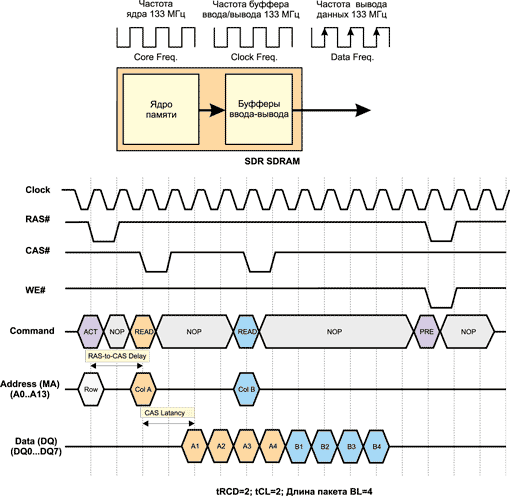 Частота ядра 133 МГц
Частота буфера ввода/вывода 133 МГц
Частота вывода данных 133 МГц
Core Freq.
Clock Freq.
Data Freq.
Ядро памяти
Буферы ввода-вывода
SDR SDRAM
Clock
RAS#
CAS#
WE#
Command
ACT NOP READ NOP READ NOP PRE NOP
RAS-to-CAS Delay
Address (MA)
(A0..A13)
Row Col A Col B
CAS Latancy
Data (DQ)
(DQ0...DQ7)
A1 A2 A3 A4 B1 B2 B3 B4
tRCD=2; tCL=2; Длина пакета BL=4